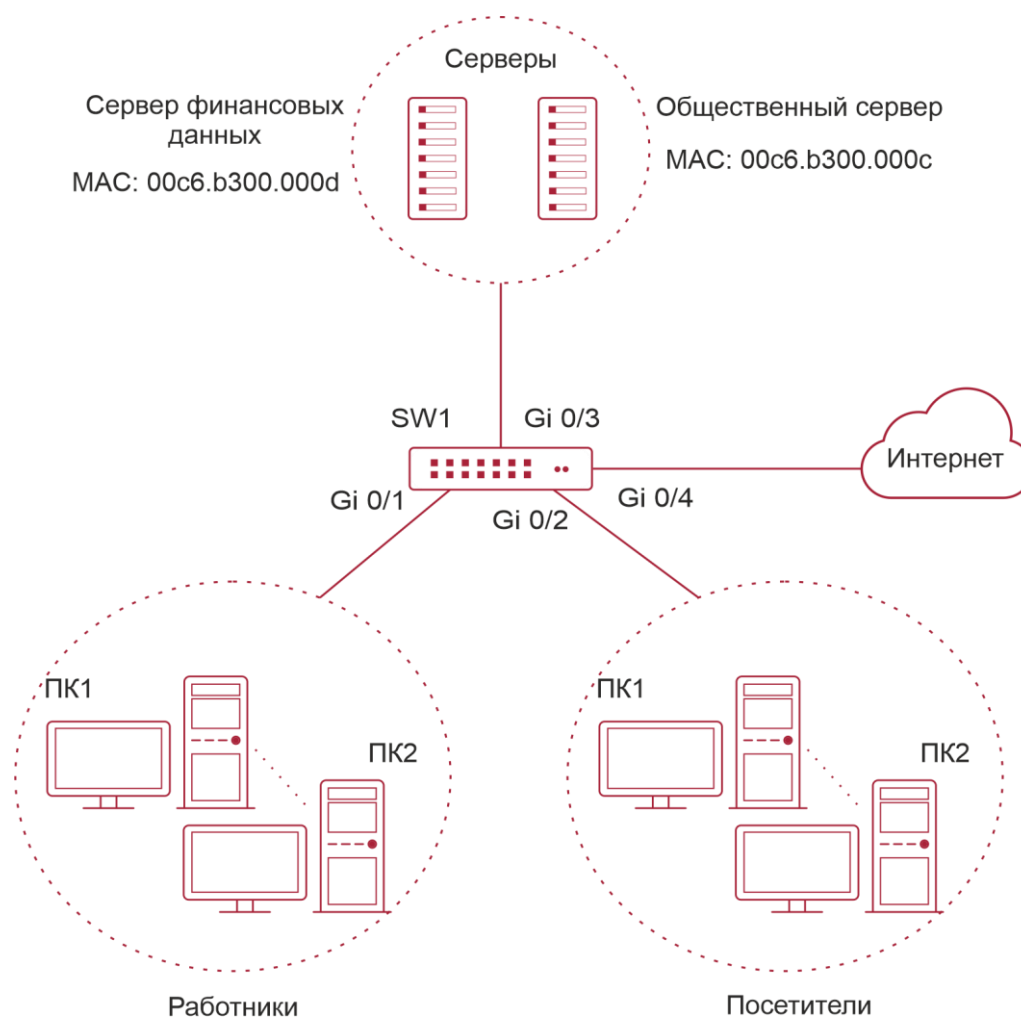 Серверы
Сервер финансовых
данных
MAC: 00c6.b300.000d
Общественный сервер
MAC: 00c6.b300.000c
SW1
Gi 0/3
Интернет
Gi 0/1
Gi 0/2
Gi 0/4
ПК1
ПК2
ПК1
ПК2
Работники
Посетители